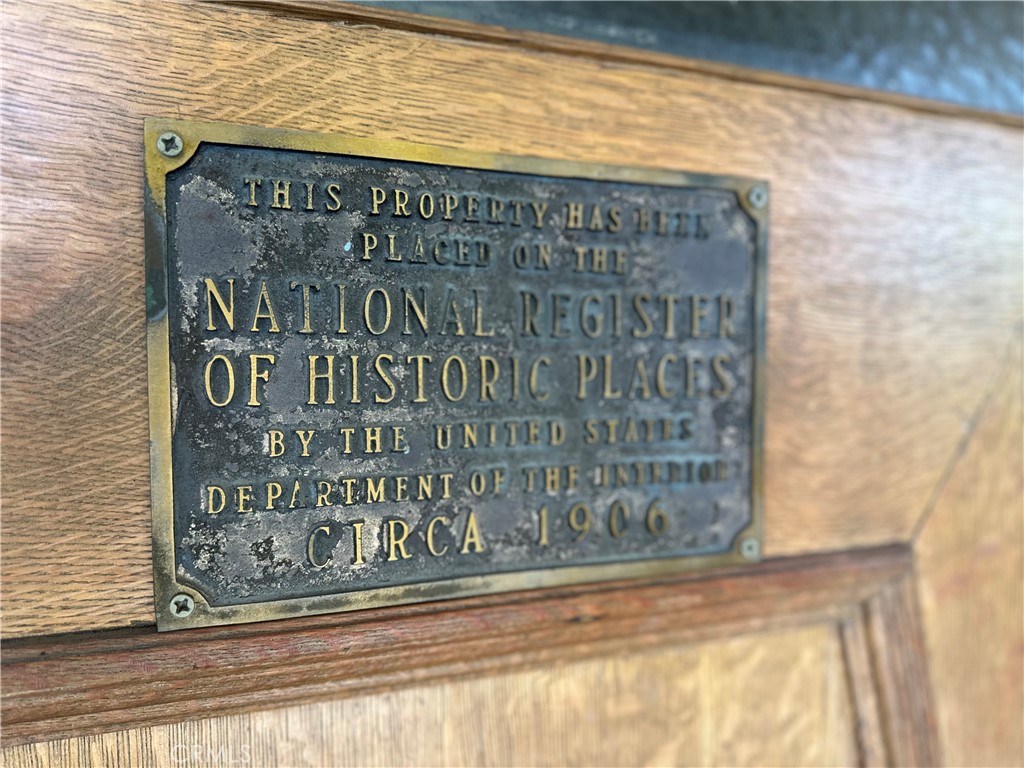 THIS PROPERTY HAS BEEN
PLACED ON THE
NATIONAL REGISTER
OF HISTORIC PLACES
BY THE UNITED STATES
DEPARTMENT OF THE INTERIOR
CIRCA 1906
CRMLS